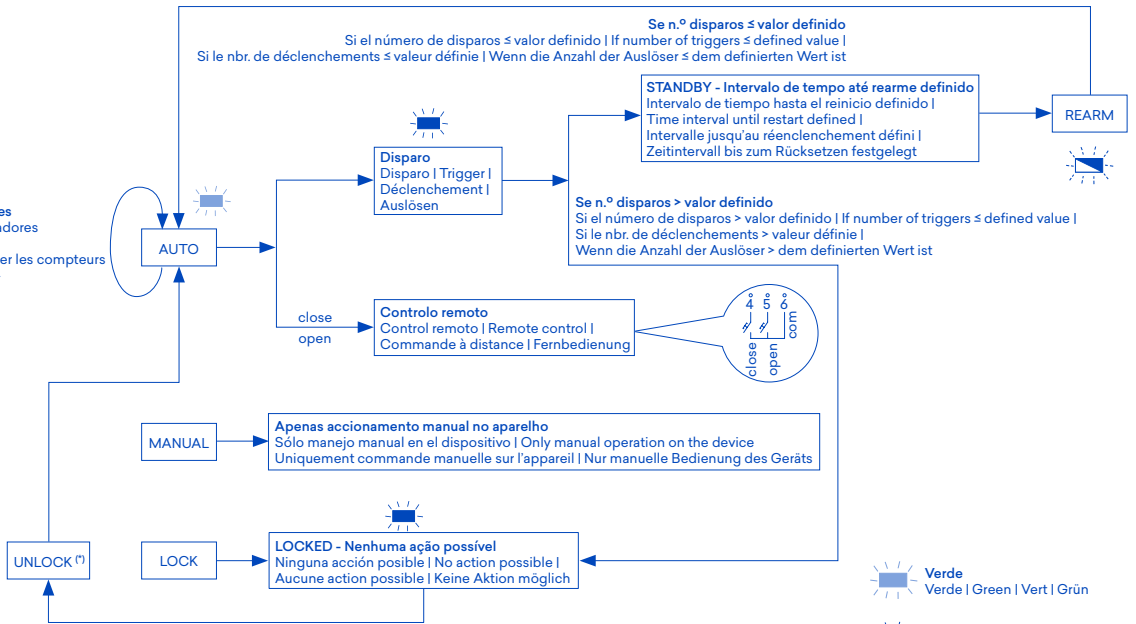 Se n.º disparos ≤ valor definido
Si el número de disparos ≤ valor definido | If number of triggers ≤ defined value |
Si le nbr. de déclenchements ≤ valeur définie | Wenn die Anzahl der Auslöser ≤ dem definierten Wert ist
STANDBY - Intervalo de tempo até rearme definido
Intervalo de tiempo hasta el reinicio definido |
Time interval until restart defined |
Intervalle jusqu'au réenclenchement défini |
Zeitintervall bis zum Rücksetzen festgelegt
REARM
Disparo
Disparo | Trigger |
Déclenchement |
Auslösen
Se n.º disparos > valor definido
Si el número de disparos > valor definido | If number of triggers ≤ defined value |
Si le nbr. de déclenchements > valeur définie |
Wenn die Anzahl der Auslöser > dem definierten Wert ist
er les compteurs
AUTO
close
open
Controlo remoto
Control remoto | Remote control |
Commande à distance | Fernbedienung
4 5 6
close
open
com
MANUAL
Apenas accionamento manual no aparelho
Sólo manejo manual en el dispositivo | Only manual operation on the device
Uniquement commande manuelle sur l'appareil | Nur manuelle Bedienung des Geräts
UNLOCK (*)
LOCK
LOCKED - Nenhuma ação possível
Ninguna acción posible | No action possible |
Aucune action possible | Keine Aktion möglich
Verde
Verde | Green | Vert | Grün